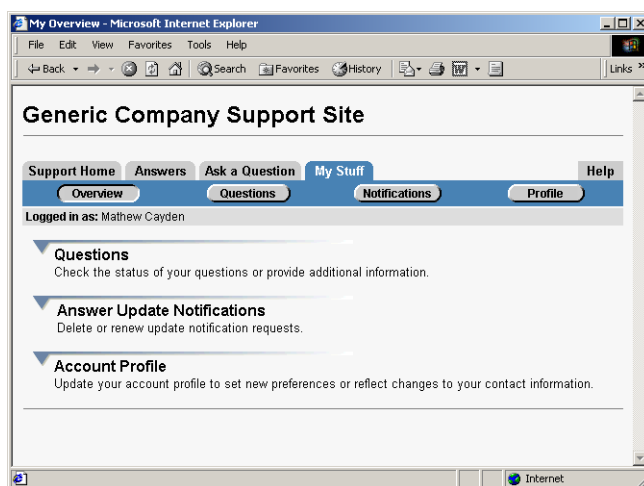 My Overview - Microsoft Internet Explorer
File Edit View Favorites Tools Help
Back Search Favorites History Links »
Generic Company Support Site
Support Home Answers Ask a Question My Stuff Help
Overview Questions Notifications Profile
Logged in as: Mathew Cayden
Questions
Check the status of your questions or provide additional information.
Answer Update Notifications
Delete or renew update notification requests.
Account Profile
Update your account profile to set new preferences or reflect changes to your contact information.
Internet